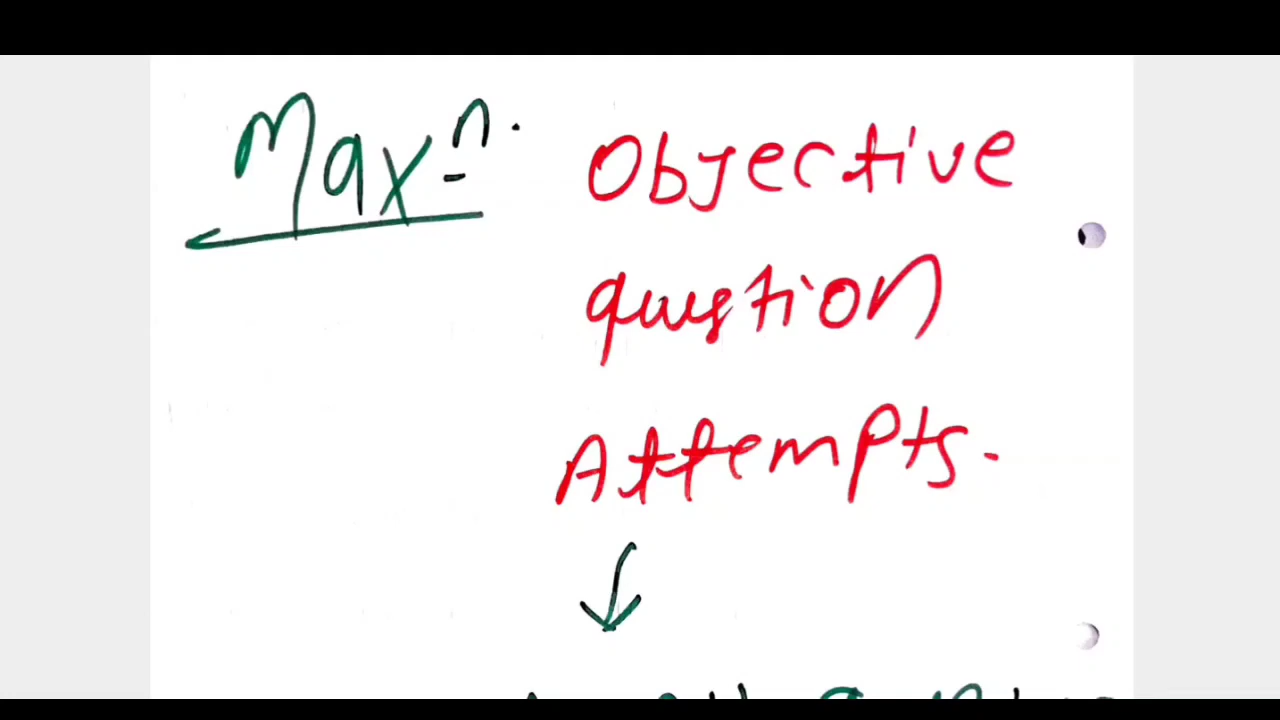 Maxⁿ. Objective
question
Attempts.